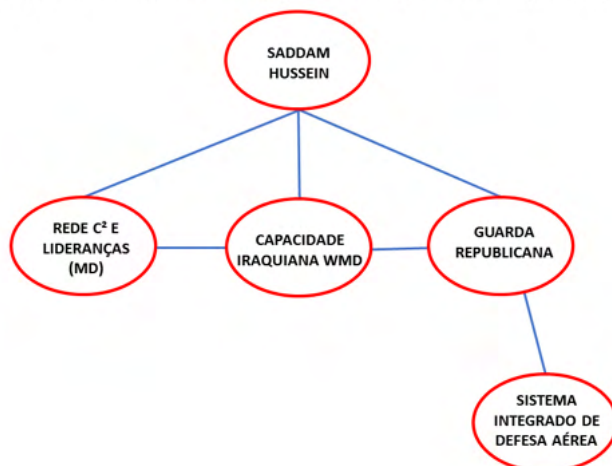 SADDAM
HUSSEIN
REDE C² E
LIDERANÇAS
(MD)
CAPACIDADE
IRAQUIANA WMD
GUARDA
REPUBLICANA
SISTEMA
INTEGRADO DE
DEFESA AÉREA